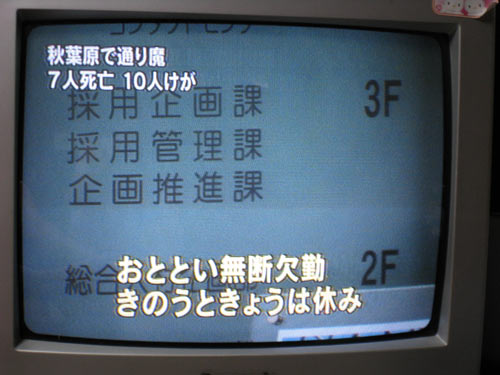 秋葉原で通り魔
7人死亡 10人けが
採用企画課 3F
採用管理課
企画推進課
総合 2F
おととい無断欠勤
きのうときょうは休み